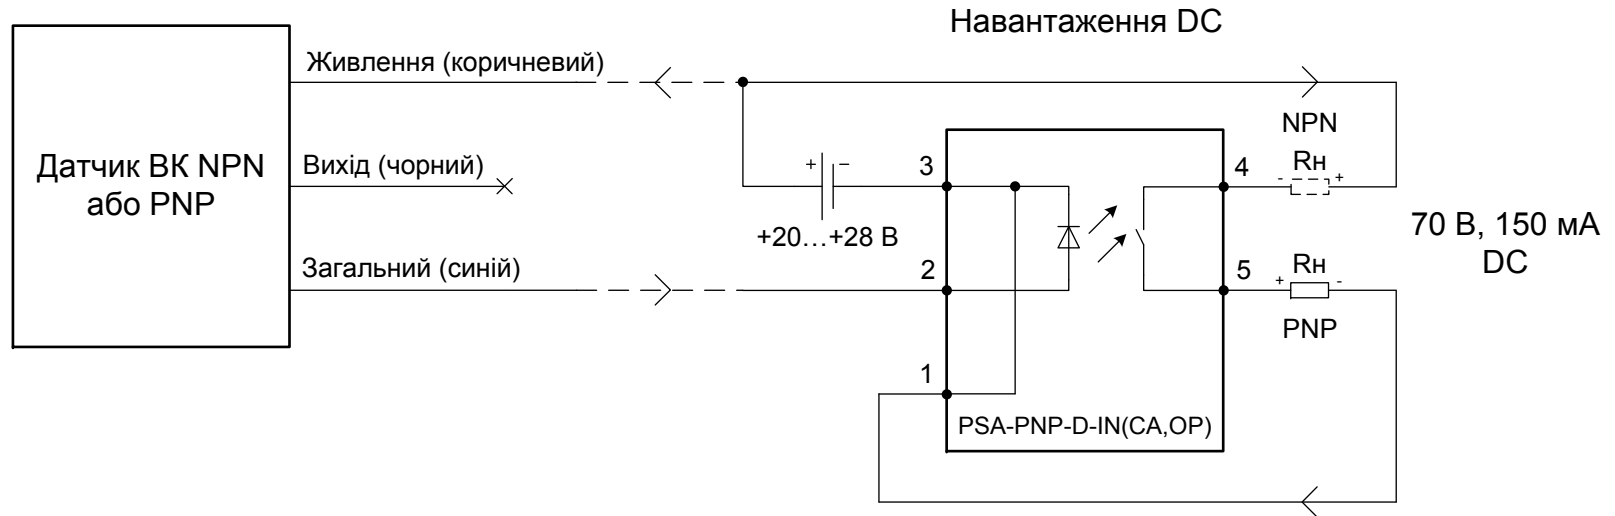 Навантаження DC
Живлення (коричневий)
NPN
Датчик ВК NPN
або PNP
Вихід (чорний)
+ −
3
4
Rн
- +
+20…+28 В
70 В, 150 мА
DC
Загальний (синій)
2
5
Rн
+ -
PNP
1
PSA-PNP-D-IN(CA,OP)